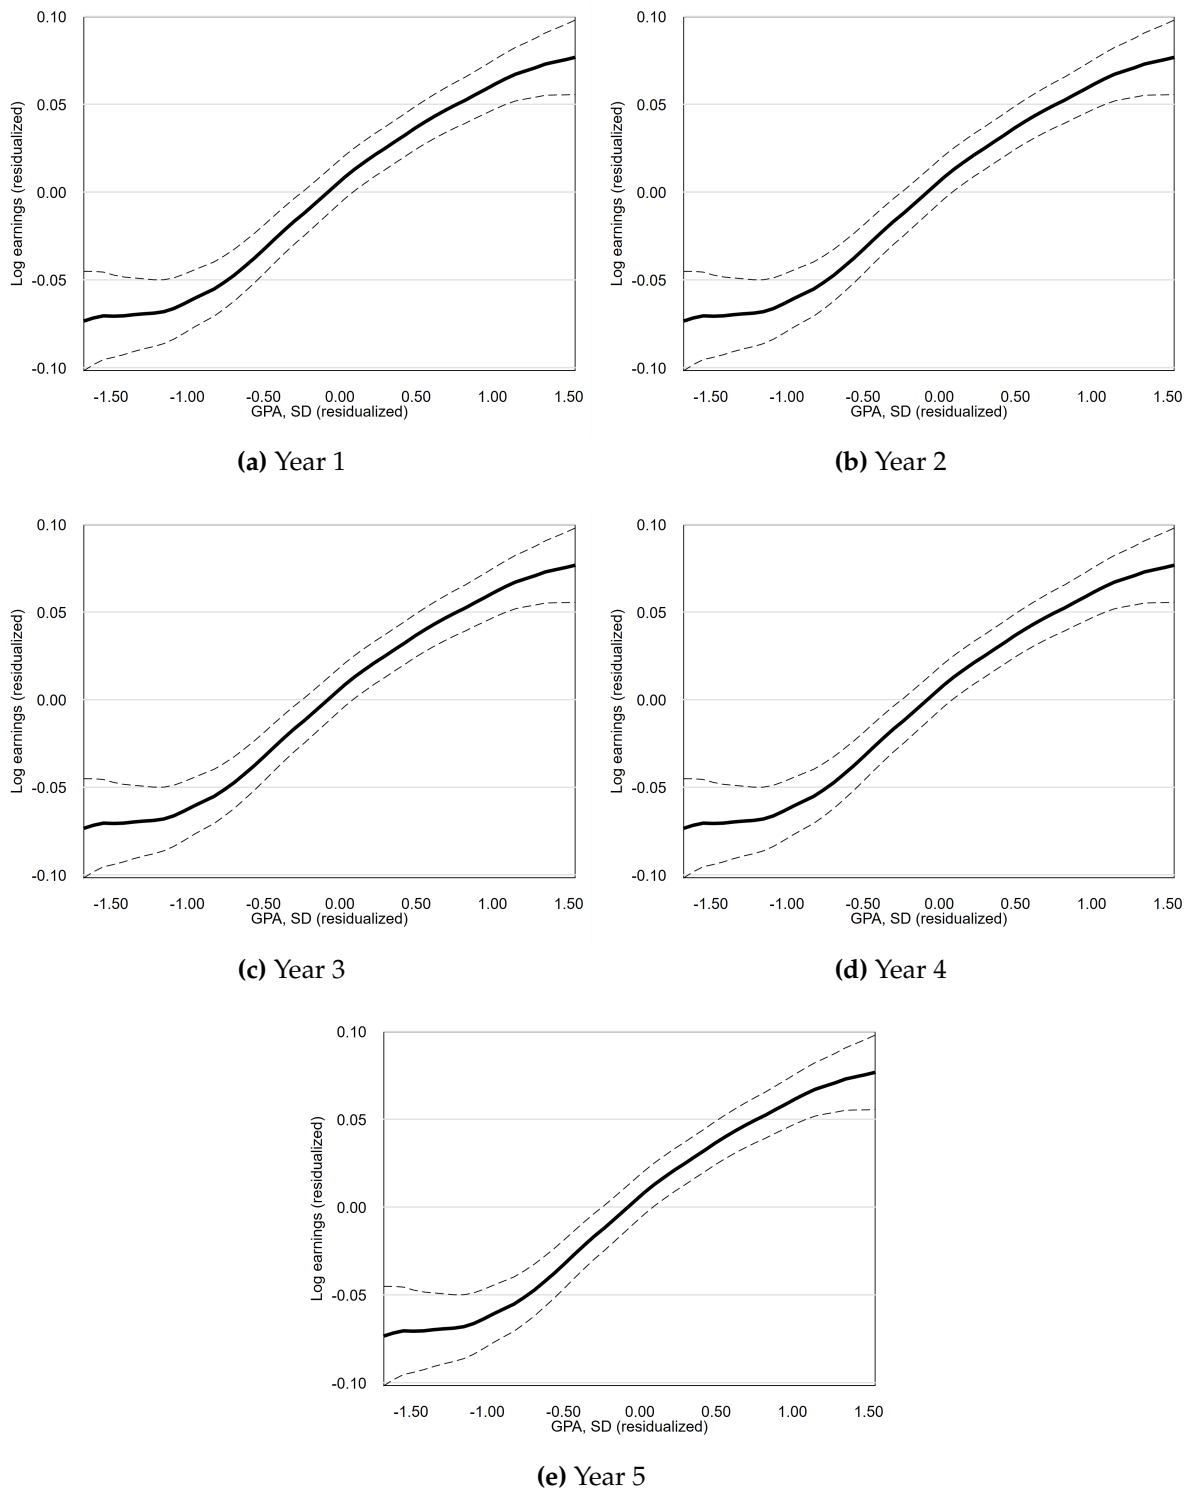 0.10
0.05
0.00
-0.05
-0.10
Log earnings (residualized)
-1.50 -1.00 -0.50 0.00 0.50 1.00 1.50
GPA, SD (residualized)
(a) Year 1
0.10
0.05
0.00
-0.05
-0.10
Log earnings (residualized)
-1.50 -1.00 -0.50 0.00 0.50 1.00 1.50
GPA, SD (residualized)
(b) Year 2
0.10
0.05
0.00
-0.05
-0.10
Log earnings (residualized)
-1.50 -1.00 -0.50 0.00 0.50 1.00 1.50
GPA, SD (residualized)
(c) Year 3
0.10
0.05
0.00
-0.05
-0.10
Log earnings (residualized)
-1.50 -1.00 -0.50 0.00 0.50 1.00 1.50
GPA, SD (residualized)
(d) Year 4
0.10
0.05
0.00
-0.05
-0.10
Log earnings (residualized)
-1.50 -1.00 -0.50 0.00 0.50 1.00 1.50
GPA, SD (residualized)
(e) Year 5